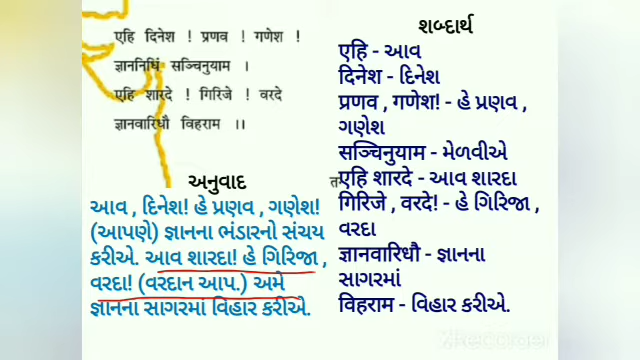 एहि दिनेश ! प्रणव ! गणेश !
ज्ञाननिधिं सञ्चिनुयाम ।
एहि शारदे ! गिरिजे ! वरदे
ज्ञानवारिधौ विहराम ।।
અનુવાદ
આવ , દિનેશ! હે પ્રણવ , ગણેશ!
(આપણે) જ્ઞાનના ભંડારનો સંચય
કરીએ. આવ શારદા! હે ગિરિજા ,
વરદા! (વરદાન આપ.) અમે
જ્ઞાનના સાગરમાં વિહાર કરીએ.
શબ્દાર્થ
એહિ - આવ
દિનેશ - દિનેશ
પ્રણવ , ગણેશ! - હે પ્રણવ ,
ગણેશ
સઞ્ચિનુયામ - મેળવીએ
એહિ શારદે - આવ શારદા
ગિરિજે , વરદે! - હે ગિરિજા ,
વરદા
જ્ઞાનવારિધૌ - જ્ઞાનના
સાગરમાં
વિહરામ - વિહાર કરીએ.